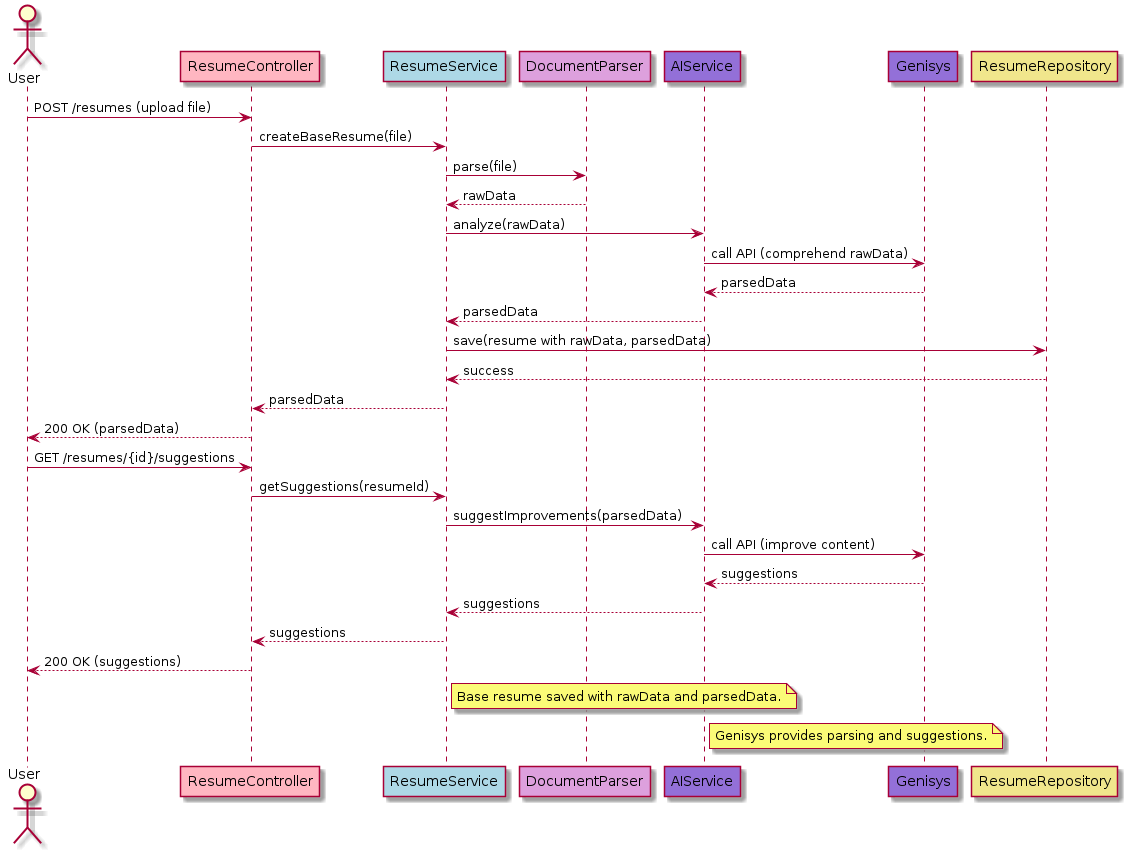 User
ResumeController
ResumeService
DocumentParser
AIService
Genisys
ResumeRepository
POST /resumes (upload file)
createBaseResume(file)
parse(file)
rawData
analyze(rawData)
call API (comprehend rawData)
parsedData
parsedData
save(resume with rawData, parsedData)
success
parsedData
200 OK (parsedData)
GET /resumes/{id}/suggestions
getSuggestions(resumeId)
suggestImprovements(parsedData)
call API (improve content)
suggestions
suggestions
suggestions
200 OK (suggestions)
Base resume saved with rawData and parsedData.
Genisys provides parsing and suggestions.
User
ResumeController
ResumeService
DocumentParser
AIService
Genisys
ResumeRepository